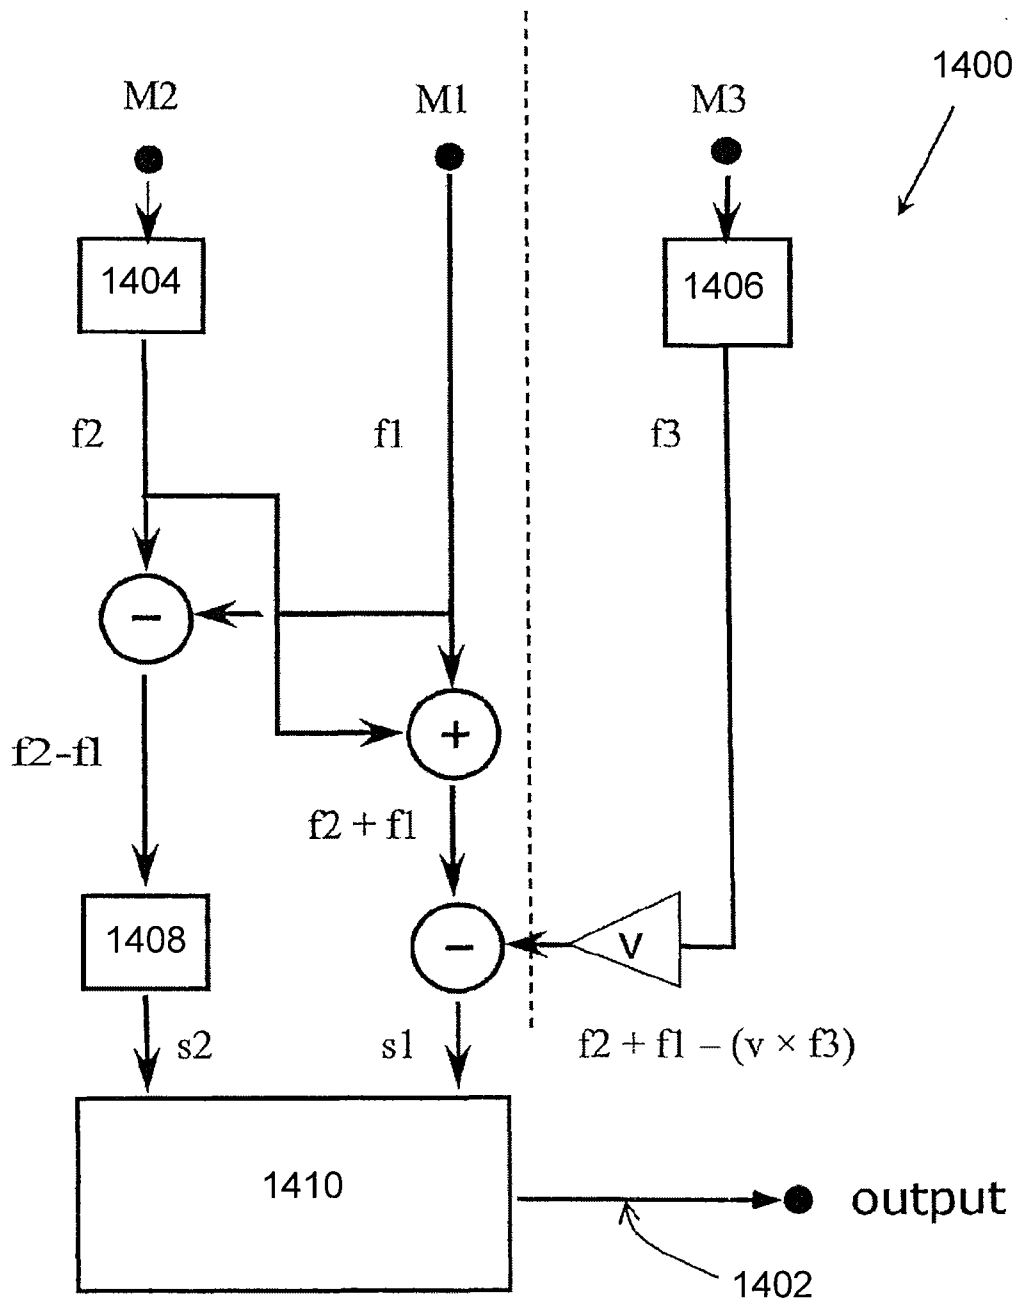 1400
M2
M1
M3
1404
1406
f2
f1
f3
−
+
f2-f1
f2 + f1
1408
−
v
s2
s1
f2 + f1 – (v × f3)
1410
output
1402